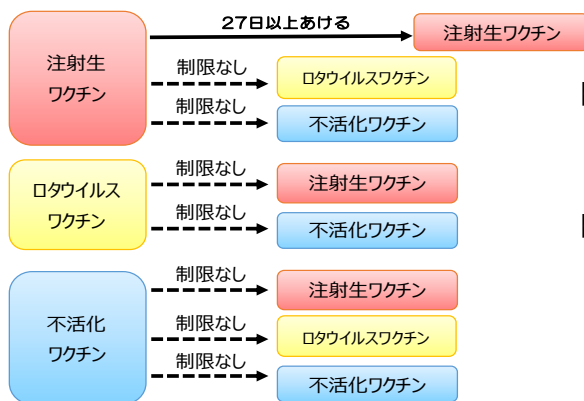 27日以上あける
注射生
ワクチン
注射生ワクチン
制限なし
ロタウイルスワクチン
制限なし
不活化ワクチン
ロタウイルス
ワクチン
制限なし
注射生ワクチン
制限なし
不活化ワクチン
不活化
ワクチン
制限なし
注射生ワクチン
制限なし
ロタウイルスワクチン
制限なし
不活化ワクチン